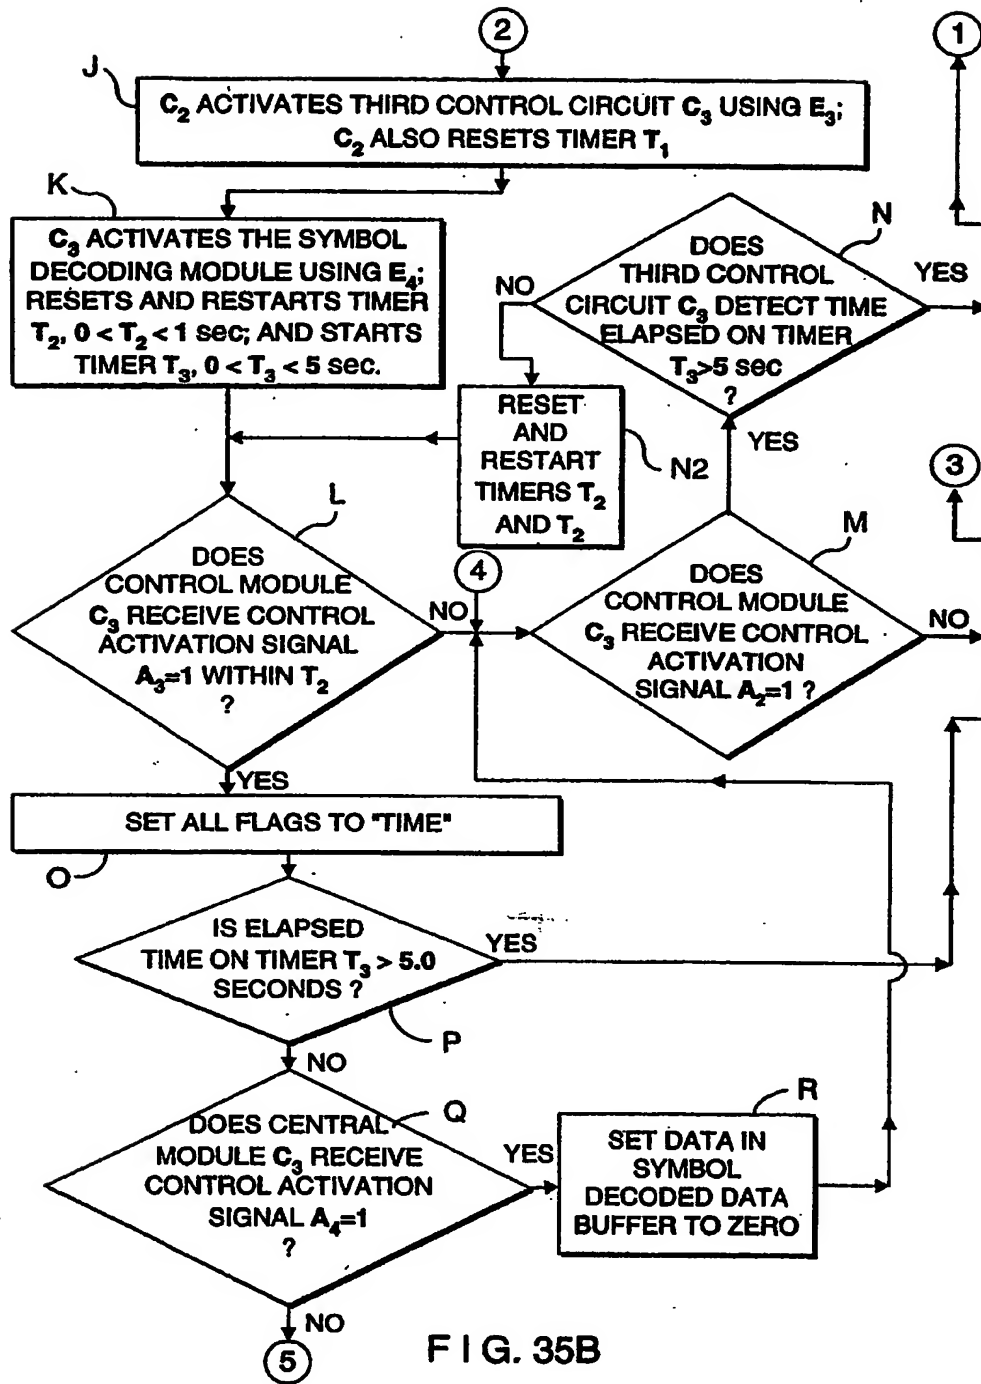 2
1
J
C2 ACTIVATES THIRD CONTROL CIRCUIT C3 USING E3;
C2 ALSO RESETS TIMER T1
K
C3 ACTIVATES THE SYMBOL
DECODING MODULE USING E4;
RESETS AND RESTARTS TIMER
T2, 0 < T2 < 1 sec; AND STARTS
TIMER T3, 0 < T3 < 5 sec.
N
DOES
THIRD CONTROL
CIRCUIT C3 DETECT TIME
ELAPSED ON TIMER
T3>5 sec
?
NO
YES
YES
RESET
AND
RESTART
TIMERS T2
AND T2
N2
3
L
DOES
CONTROL MODULE
C3 RECEIVE CONTROL
ACTIVATION SIGNAL
A3=1 WITHIN T2
?
NO
4
M
DOES
CONTROL MODULE
C3 RECEIVE CONTROL
ACTIVATION
SIGNAL A2=1 ?
NO
YES
SET ALL FLAGS TO "TIME"
O
IS ELAPSED
TIME ON TIMER T3 > 5.0
SECONDS ?
YES
P
NO
Q
DOES CENTRAL
MODULE C3 RECEIVE
CONTROL ACTIVATION
SIGNAL A4=1
?
YES
R
SET DATA IN
SYMBOL
DECODED DATA
BUFFER TO ZERO
NO
5
FIG. 35B